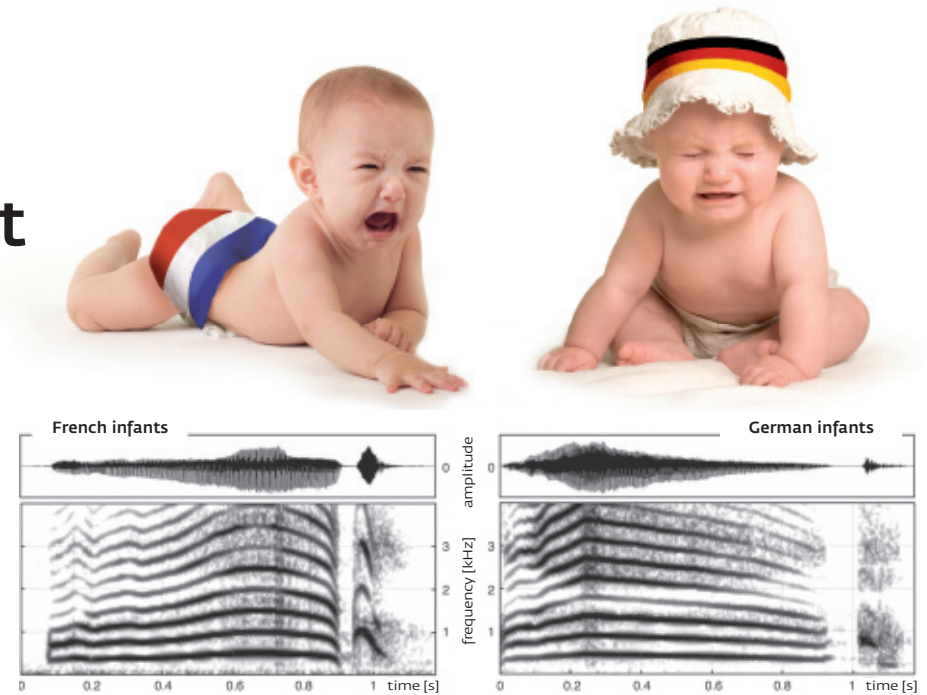 t
French infants
German infants
amplitude
0
0
frequency [kHz]
3
2
1
3
2
1
0
0.2
0.4
0.6
0.8
1
time [s]
0
0.2
0.4
0.6
0.8
1
time [s]